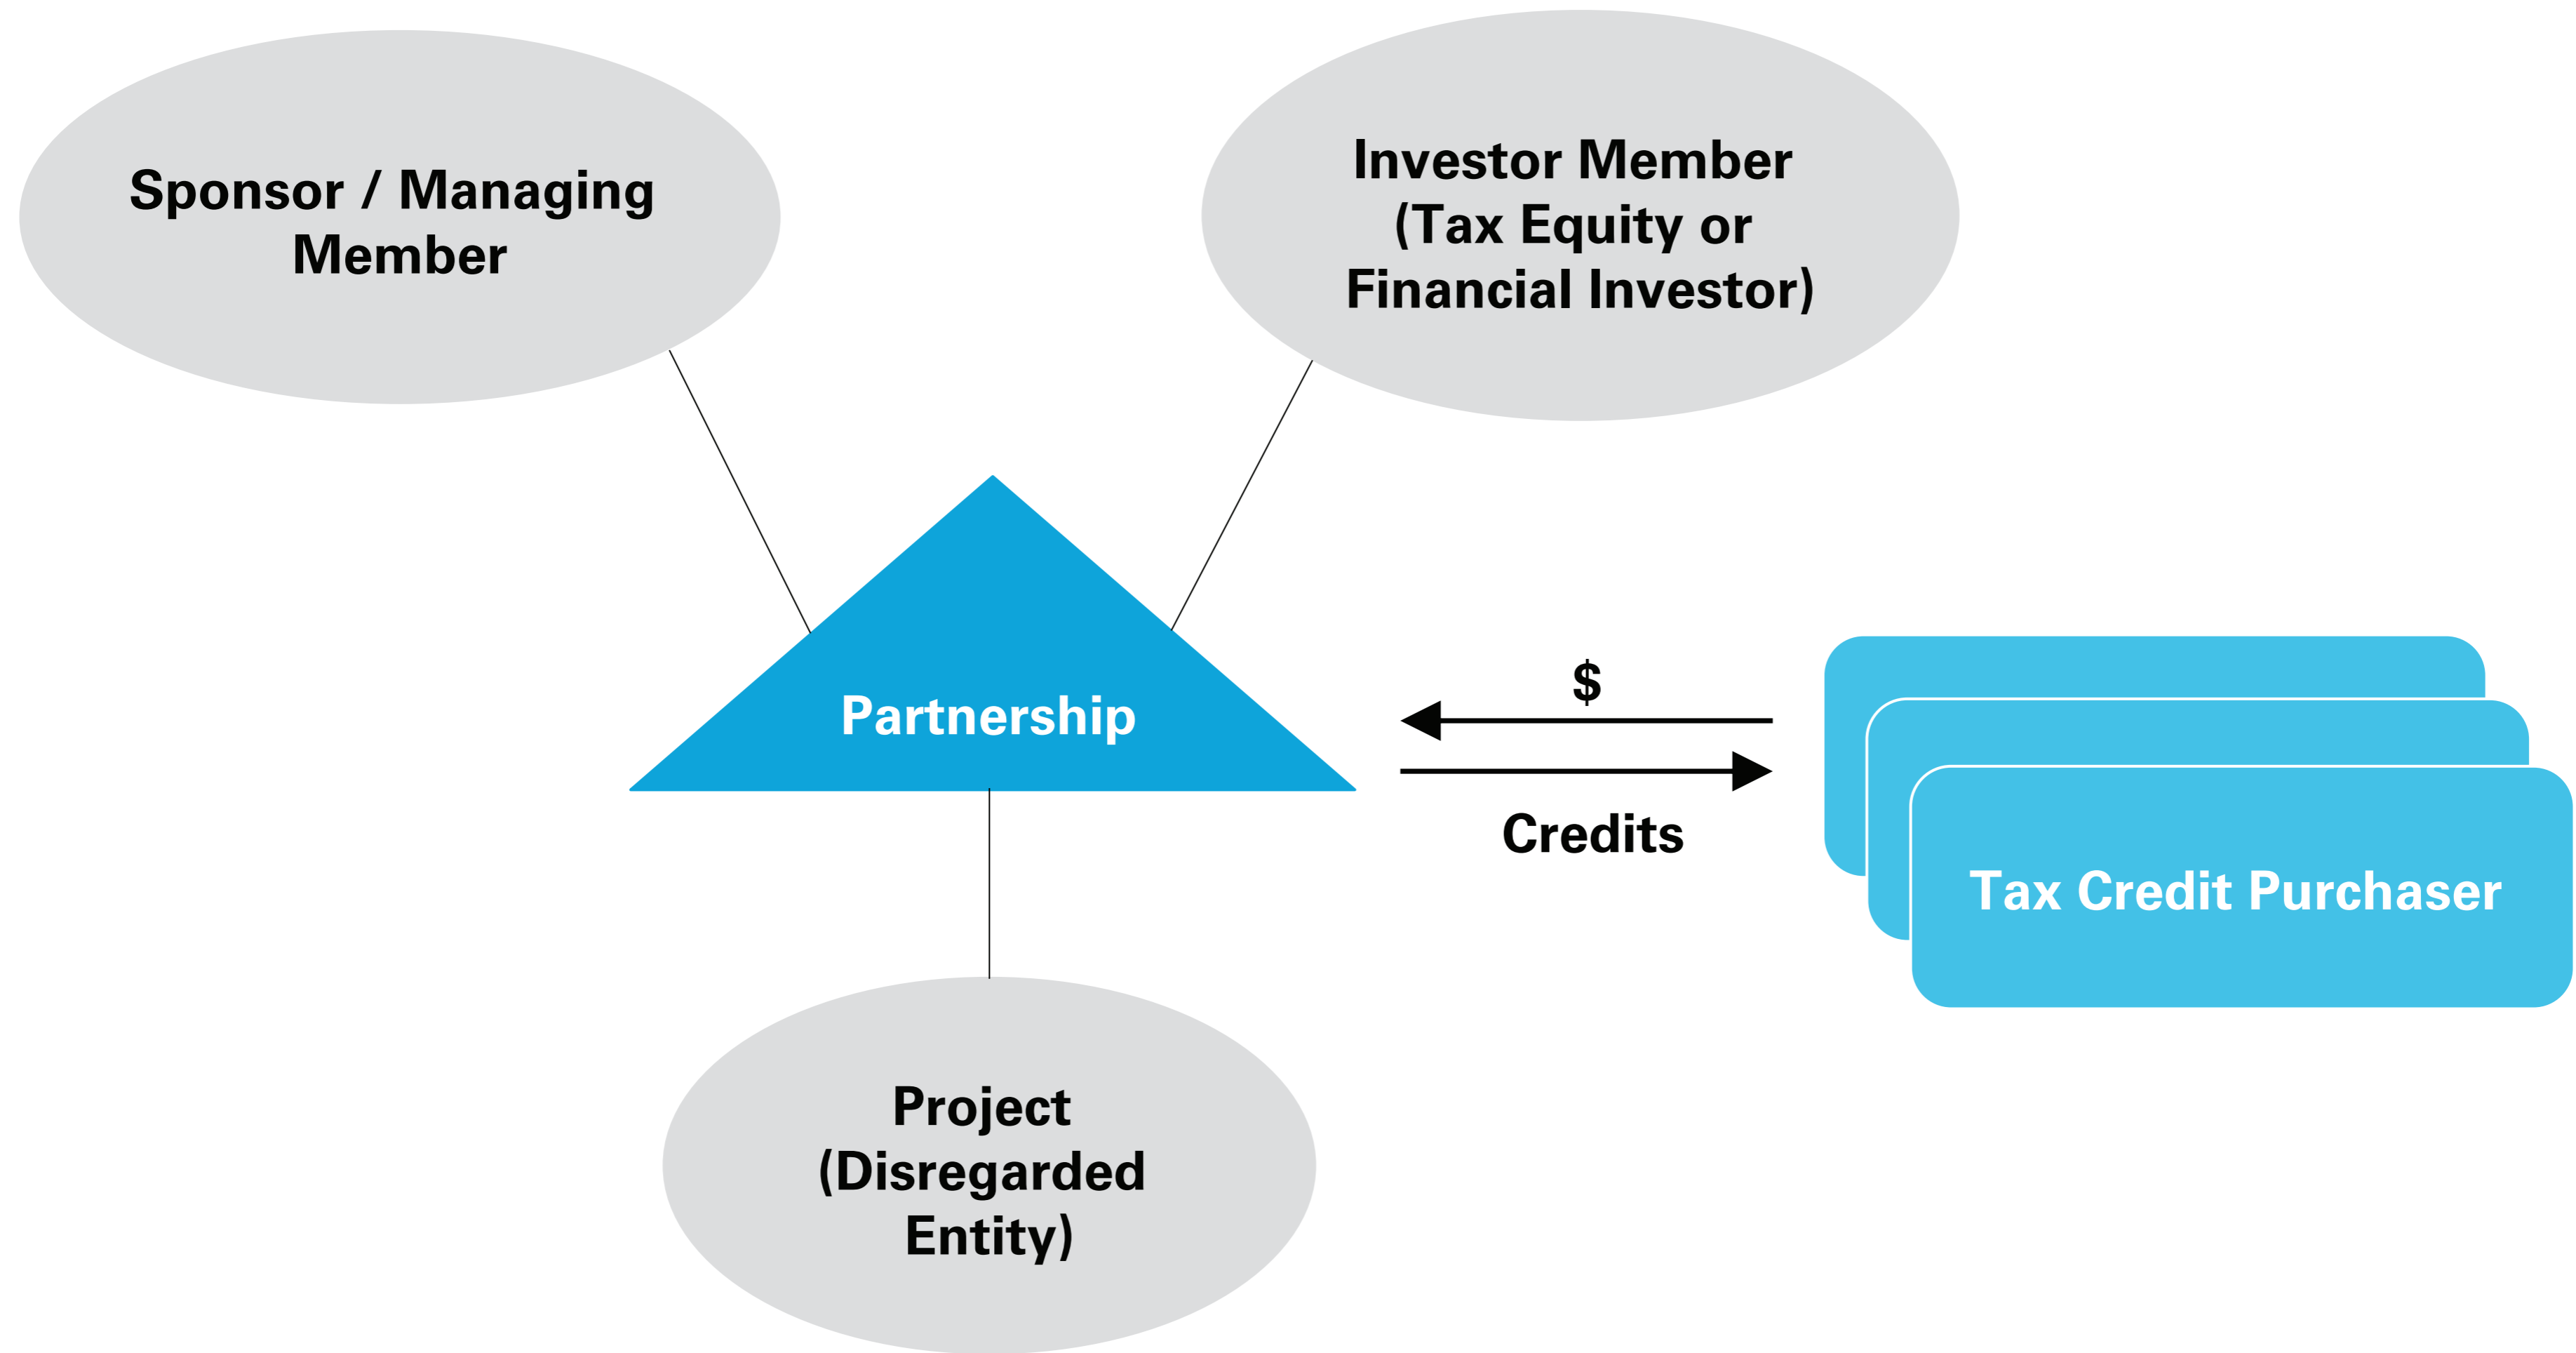 Sponsor / Managing
Member
Investor Member
(Tax Equity or
Financial Investor)
Partnership
$
Credits
Tax Credit Purchaser
Project
(Disregarded
Entity)